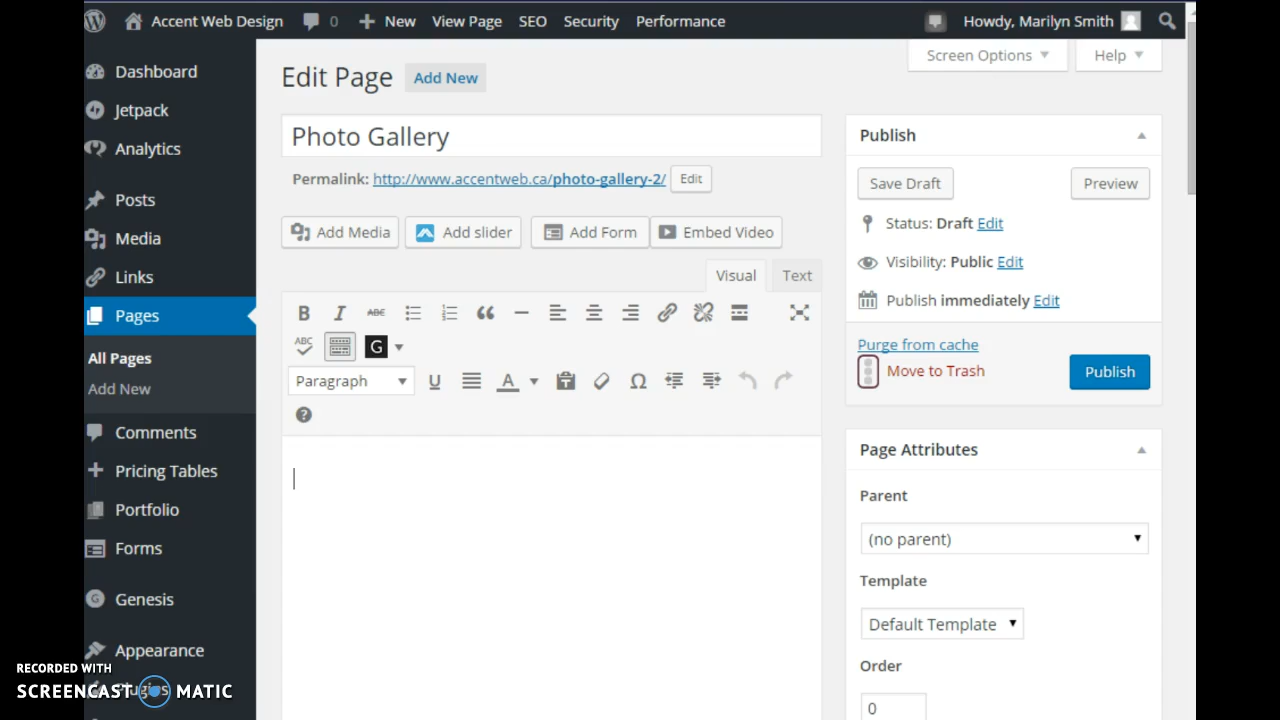 Accent Web Design 0 New View Page SEO Security Performance Howdy, Marilyn Smith
Screen Options Help
Dashboard
Jetpack
Analytics
Posts
Media
Links
Pages
All Pages
Add New
Comments
Pricing Tables
Portfolio
Forms
Genesis
Appearance
Plugins
Edit Page Add New
Photo Gallery
Permalink: http://www.accentweb.ca/photo-gallery-2/ Edit
Add Media Add slider Add Form Embed Video
Visual Text
B I ABC
ABC G
Paragraph U A Ω
?
Publish
Save Draft Preview
Status: Draft Edit
Visibility: Public Edit
Publish immediately Edit
Purge from cache
Move to Trash Publish
Page Attributes
Parent
(no parent)
Template
Default Template
Order
0
RECORDED WITH
SCREENCAST MATIC